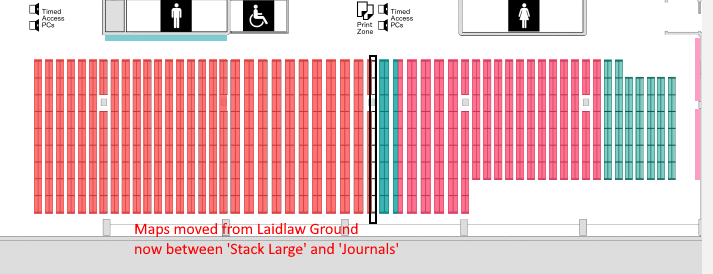 Timed
Access
PCs
Print
Zone
Timed
Access
PCs
Maps moved from Laidlaw Ground
now between 'Stack Large' and 'Journals'